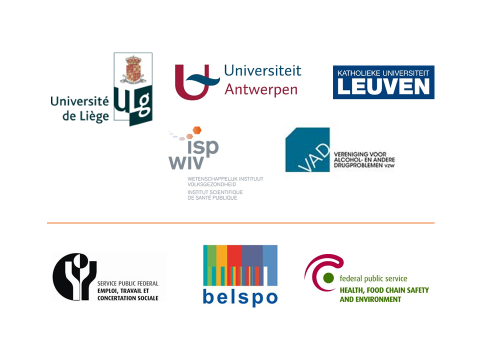 Université
de Liège
ulg
Universiteit
Antwerpen
KATHOLIEKE UNIVERSITEIT
LEUVEN
isp
wiv
WETENSCHAPPELIJK INSTITUUT
VOLKSGEZONDHEID
INSTITUT SCIENTIFIQUE
DE SANTÉ PUBLIQUE
VAD
VERENIGING VOOR
ALCOHOL- EN ANDERE
DRUGPROBLEMEN VZW
SERVICE PUBLIC FEDERAL
EMPLOI, TRAVAIL ET
CONCERTATION SOCIALE
belspo
federal public service
HEALTH, FOOD CHAIN SAFETY
AND ENVIRONMENT